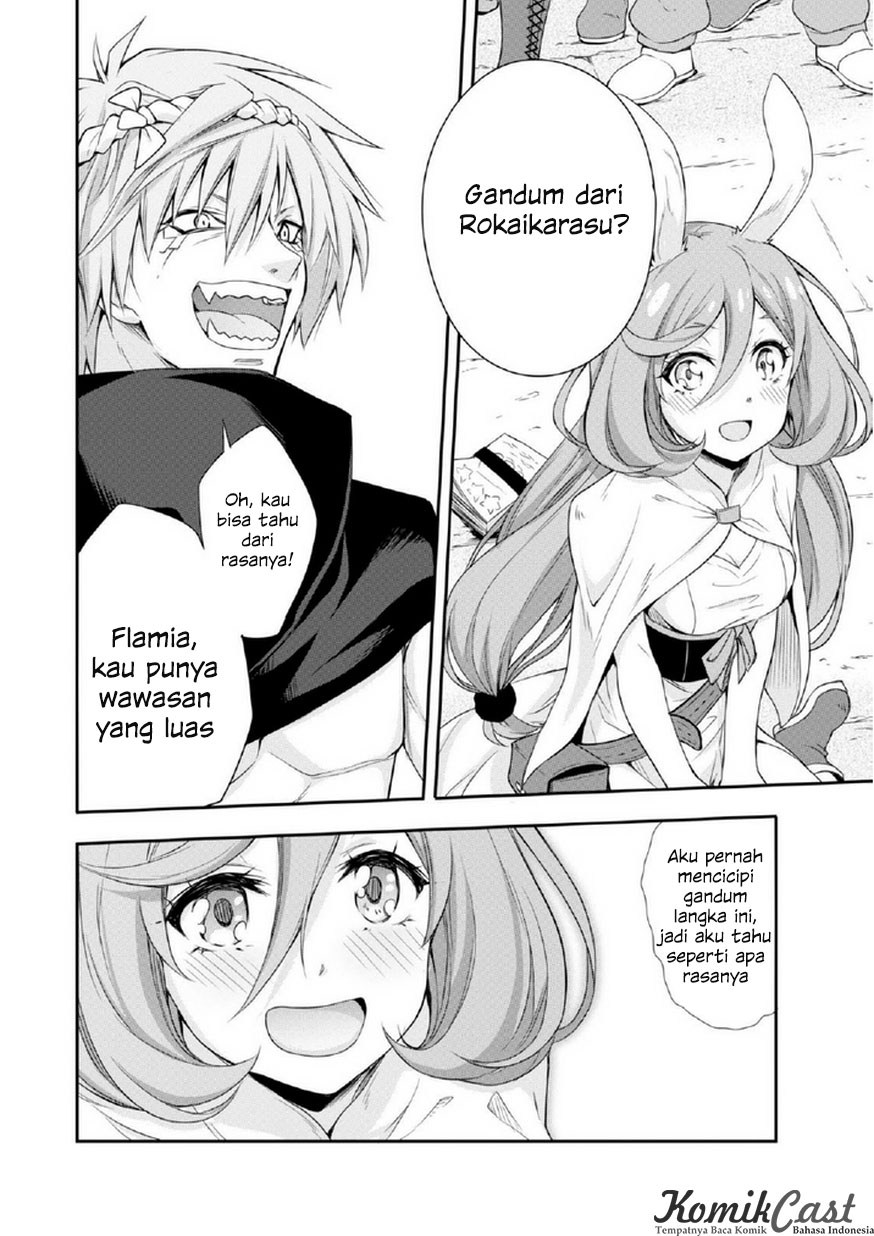 Gandum dari
Rokaikarasu?
Oh, kau
bisa tahu
dari
rasanya!
Flamia,
kau punya
wawasan
yang luas
Aku pernah
mencicipi
gandum
langka ini,
jadi aku tahu
seperti apa
rasanya
KomikCast
Tempatnya Baca Komik Bahasa Indonesia